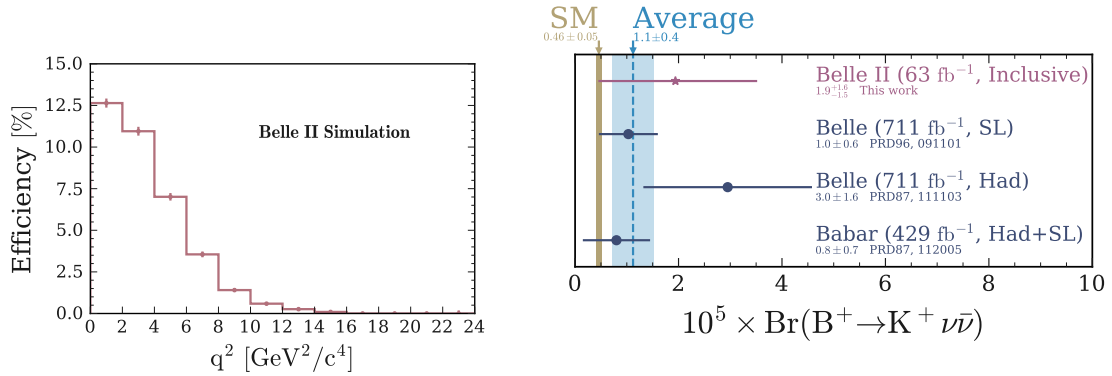 15.0
12.5
10.0
7.5
5.0
2.5
0.0
Efficiency [%]
Belle II Simulation
0 2 4 6 8 10 12 14 16 18 20 22 24
q² [GeV²/c⁴]
SM Average
0.46±0.05 1.1±0.4
Belle II (63 fb⁻¹, Inclusive)
1.9+1.6−1.5 This work
Belle (711 fb⁻¹, SL)
1.0±0.6 PRD96, 091101
Belle (711 fb⁻¹, Had)
3.0±1.6 PRD87, 111103
Babar (429 fb⁻¹, Had+SL)
0.8±0.7 PRD87, 112005
0 2 4 6 8 10
10⁵ × Br(B⁺→K⁺νν̄)